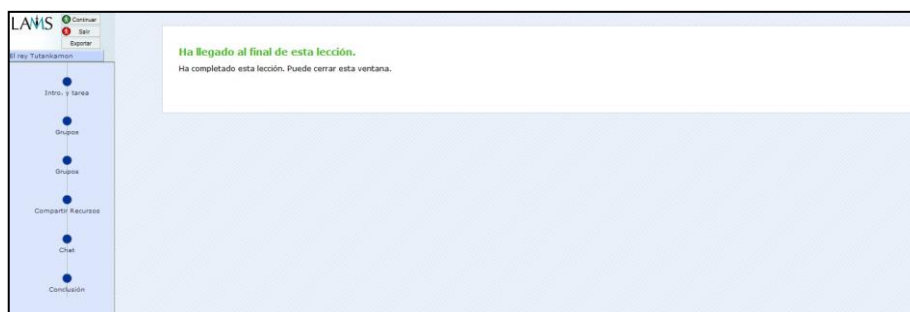 LAMS
Continuar
Salir
Exportar
El rey Tutankamon
Intro. y tarea
Grupos
Grupos
Compartir Recursos
Chat
Conclusión
Ha llegado al final de esta lección.
Ha completado esta lección. Puede cerrar esta ventana.